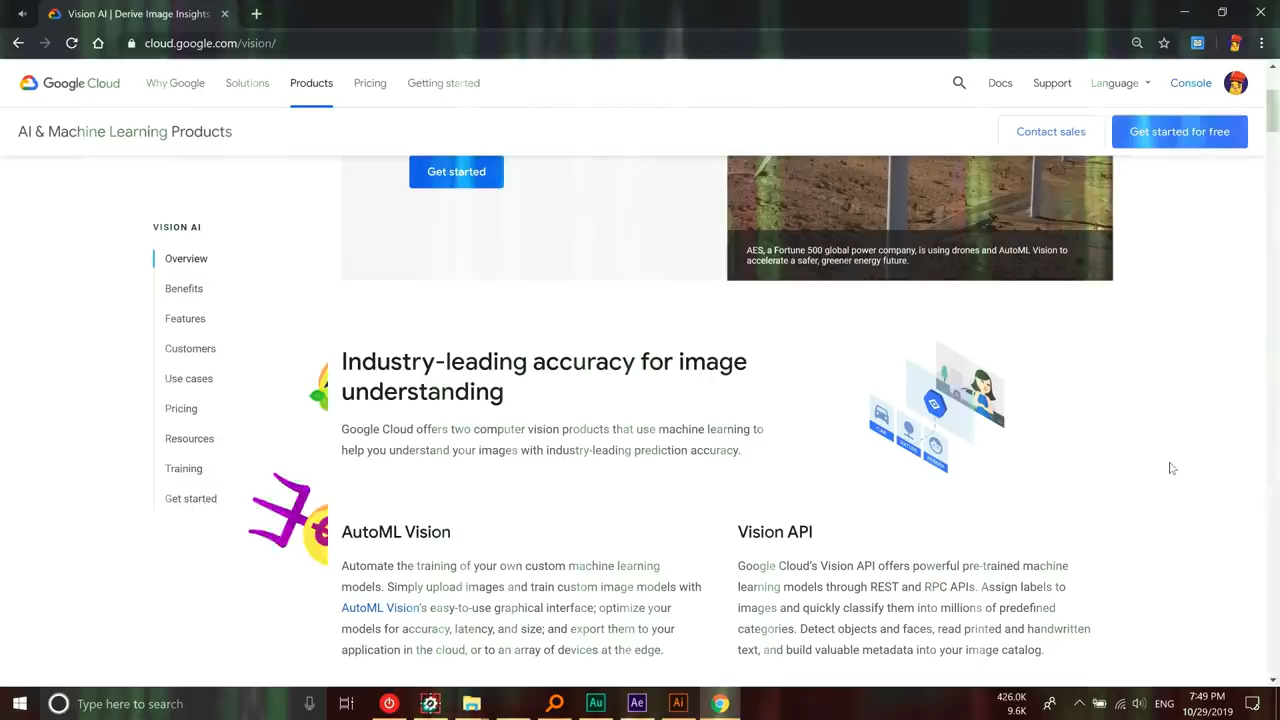 Vision AI | Derive Image Insights
cloud.google.com/vision/
Google Cloud
Why Google
Solutions
Products
Pricing
Getting started
Docs
Support
Language
Console
AI & Machine Learning Products
Contact sales
Get started for free
Get started
AES, a Fortune 500 global power company, is using drones and AutoML Vision to
accelerate a safer, greener energy future.
VISION AI
Overview
Benefits
Features
Customers
Use cases
Pricing
Resources
Training
Get started
Industry-leading accuracy for image
understanding
Google Cloud offers two computer vision products that use machine learning to
help you understand your images with industry-leading prediction accuracy.
AutoML Vision
Automate the training of your own custom machine learning
models. Simply upload images and train custom image models with
AutoML Vision's easy-to-use graphical interface; optimize your
models for accuracy, latency, and size; and export them to your
application in the cloud, or to an array of devices at the edge.
Vision API
Google Cloud's Vision API offers powerful pre-trained machine
learning models through REST and RPC APIs. Assign labels to
images and quickly classify them into millions of predefined
categories. Detect objects and faces, read printed and handwritten
text, and build valuable metadata into your image catalog.
Type here to search
Au
Ae
Ai
426.0K
9.6K
ENG
7:49 PM
10/29/2019